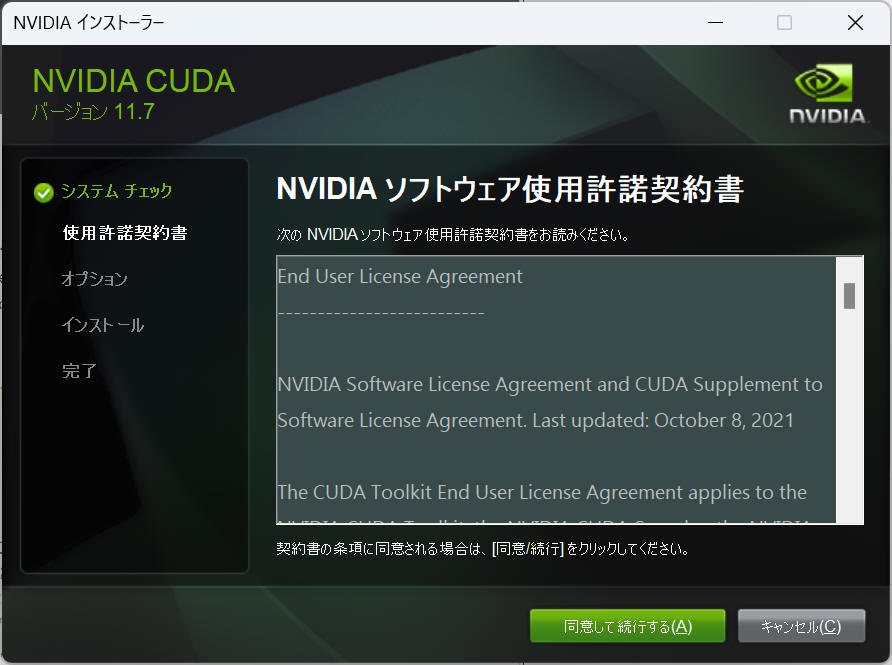 NVIDIA インストーラー
NVIDIA CUDA
バージョン 11.7
NVIDIA.
システム チェック
使用許諾契約書
オプション
インストール
完了
NVIDIA ソフトウェア使用許諾契約書
次の NVIDIA ソフトウェア使用許諾契約書をお読みください。
End User License Agreement
--------------------------
NVIDIA Software License Agreement and CUDA Supplement to
Software License Agreement. Last updated: October 8, 2021
The CUDA Toolkit End User License Agreement applies to the
契約書の条項に同意される場合は、[同意/続行] をクリックしてください。
同意して続行する(A)
キャンセル(C)